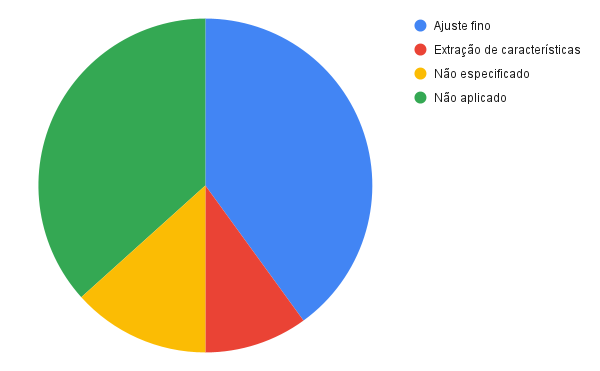 Ajuste fino
Extração de características
Não especificado
Não aplicado